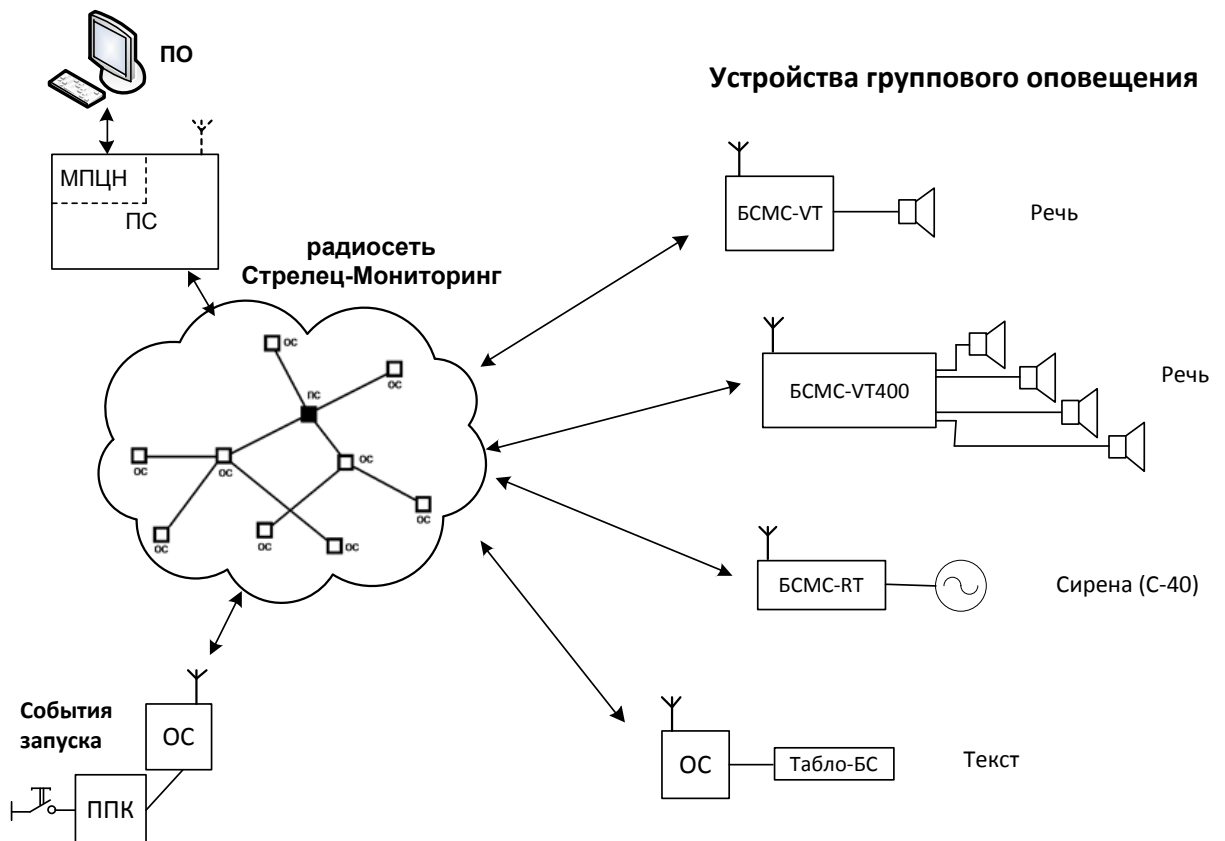 ПО
Устройства группового оповещения
МПЦН
ПС
БСМС-VT
Речь
радиосеть
Стрелец-Мониторинг
ос
ос
пс
БСМС-VT400
Речь
ос
ос
ос
ос
ос
ос
ос
БСМС-RT
Сирена (С-40)
События
запуска
ОС
ППК
ОС
Табло-БС
Текст